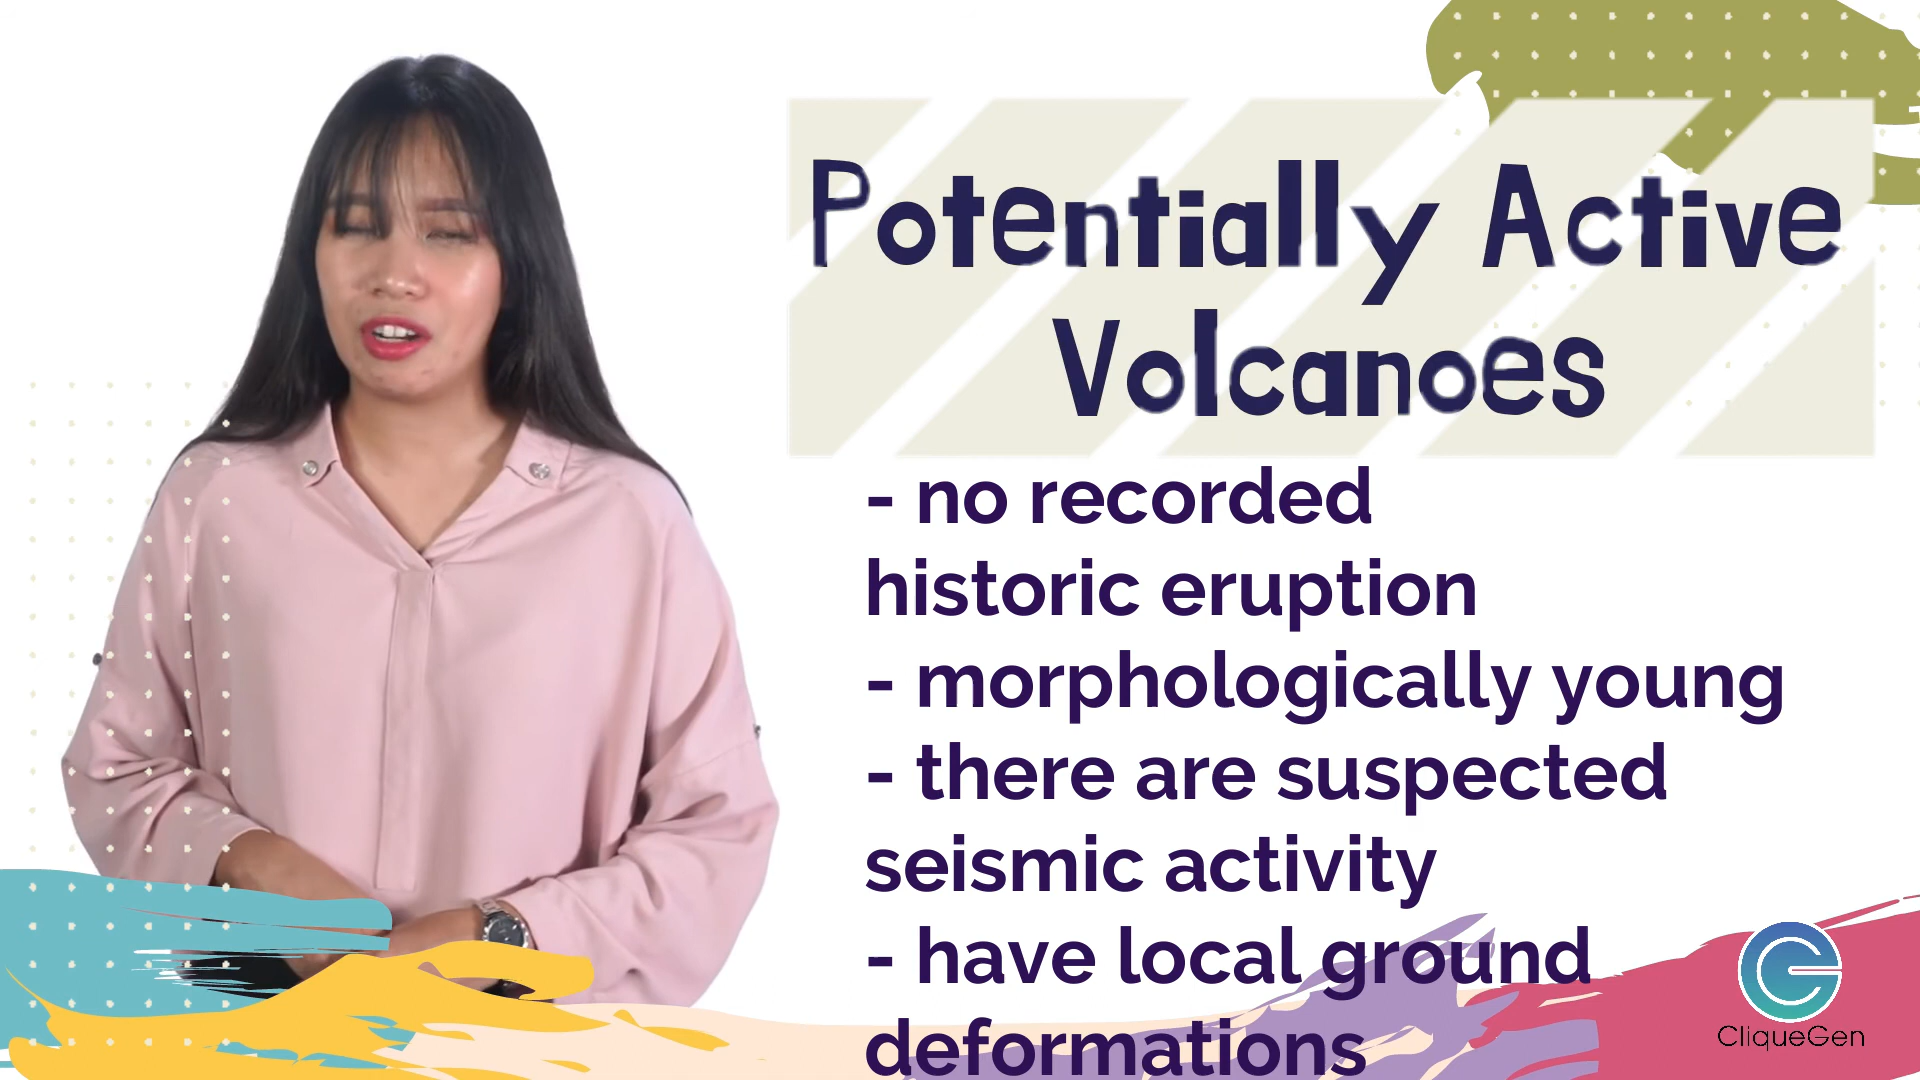 Potentially Active
Volcanoes
- no recorded
historic eruption
- morphologically young
- there are suspected
seismic activity
- have local ground
deformations
CliqueGen